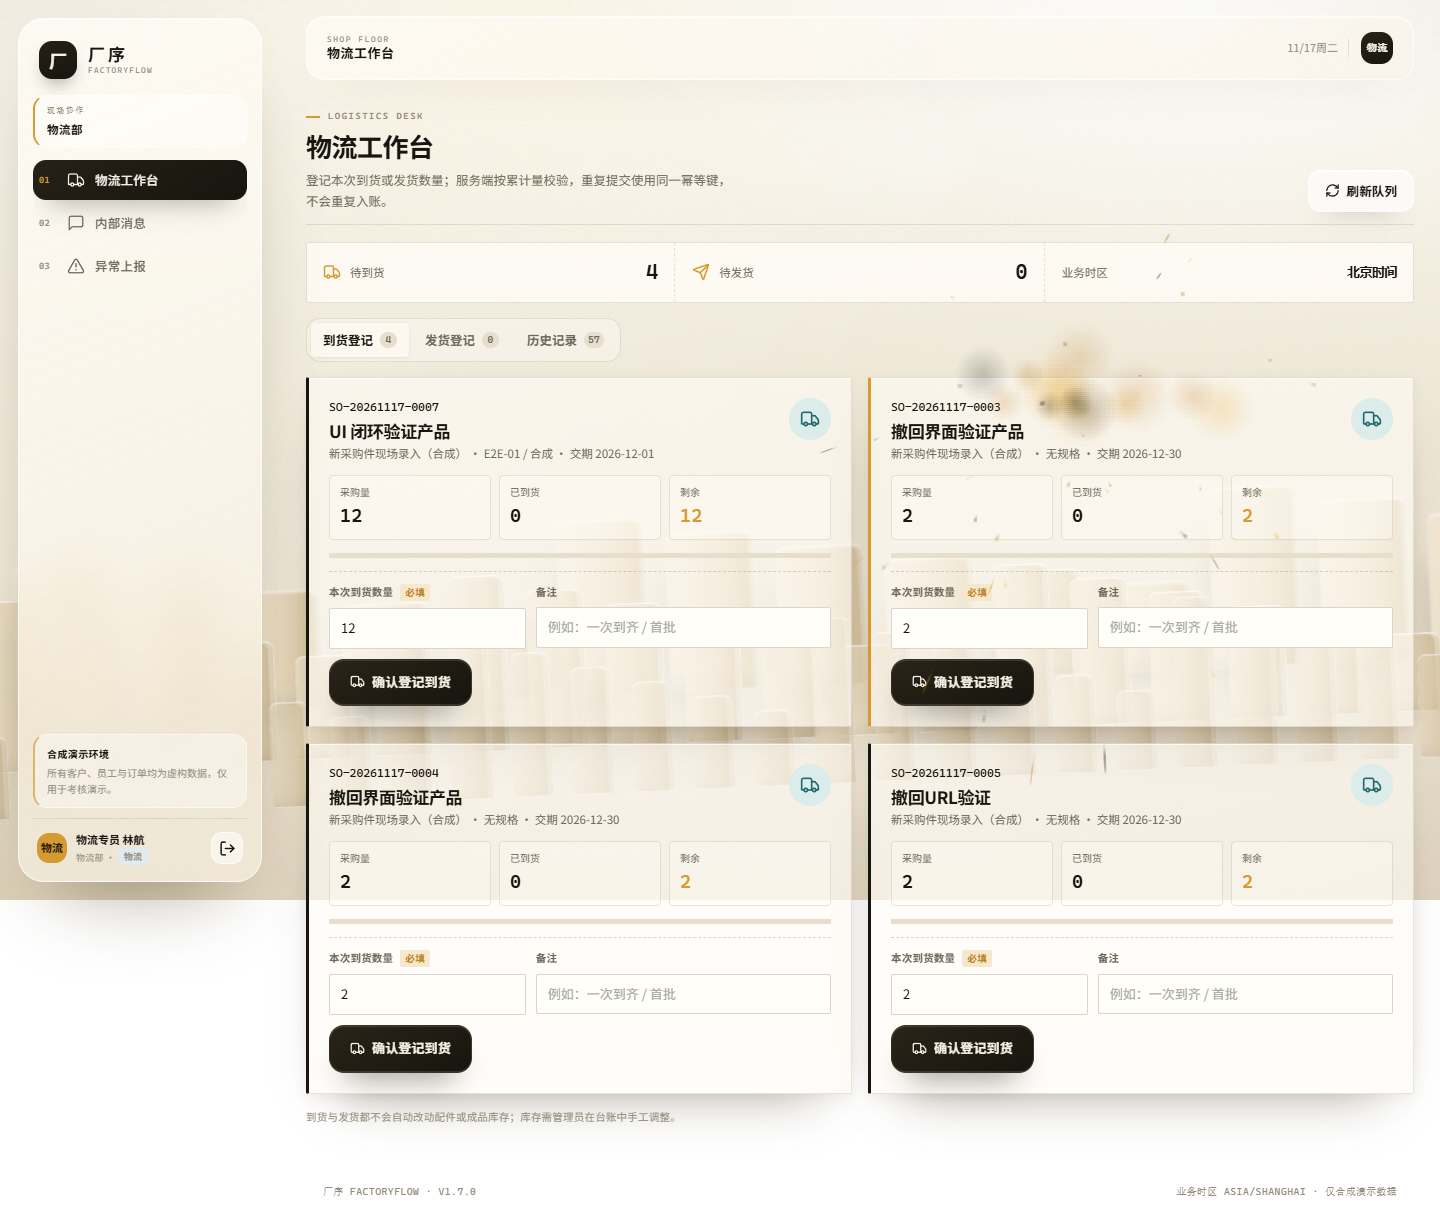 厂序
FACTORYFLOW
现场协作
物流部
01 物流工作台
02 内部消息
03 异常上报
合成演示环境
所有客户、员工与订单均为虚构数据，仅
用于考核演示。
物流 物流专员 林航
物流部 · 物流
SHOP FLOOR
物流工作台
11/17周二 物流
LOGISTICS DESK
物流工作台
登记本次到货或发货数量；服务端按累计量校验，重复提交使用同一幂等键，
不会重复入账。
刷新队列
待到货 4
待发货 0
业务时区 北京时间
到货登记 4 发货登记 0 历史记录 57
SO-20261117-0007
UI 闭环验证产品
新采购件现场录入（合成） · E2E-01 / 合成 · 交期 2026-12-01
采购量 已到货 剩余
12 0 12
本次到货数量 必填 备注
12 例如：一次到齐 / 首批
确认登记到货
SO-20261117-0003
撤回界面验证产品
新采购件现场录入（合成） · 无规格 · 交期 2026-12-30
采购量 已到货 剩余
2 0 2
本次到货数量 必填 备注
2 例如：一次到齐 / 首批
确认登记到货
SO-20261117-0004
撤回界面验证产品
新采购件现场录入（合成） · 无规格 · 交期 2026-12-30
采购量 已到货 剩余
2 0 2
本次到货数量 必填 备注
2 例如：一次到齐 / 首批
确认登记到货
SO-20261117-0005
撤回URL验证
新采购件现场录入（合成） · 无规格 · 交期 2026-12-30
采购量 已到货 剩余
2 0 2
本次到货数量 必填 备注
2 例如：一次到齐 / 首批
确认登记到货
到货与发货都不会自动改动配件或成品库存；库存需管理员在台账中手工调整。
厂序 FACTORYFLOW · V1.7.0
业务时区 ASIA/SHANGHAI · 仅合成演示数据